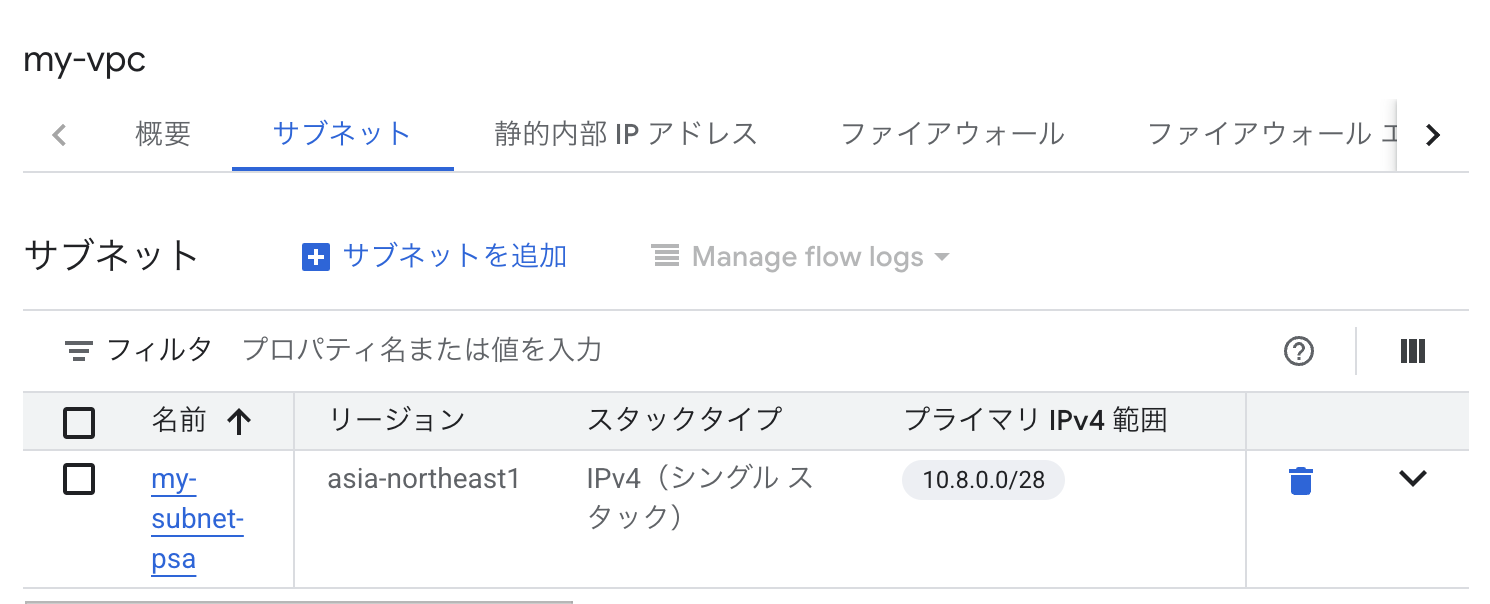 my-vpc
概要 サブネット 静的内部 IP アドレス ファイアウォール ファイアウォール エ
サブネット サブネットを追加 Manage flow logs
フィルタ プロパティ名または値を入力
名前 リージョン スタックタイプ プライマリ IPv4 範囲
my- asia-northeast1 IPv4（シングル ス 10.8.0.0/28
subnet- タック）
psa